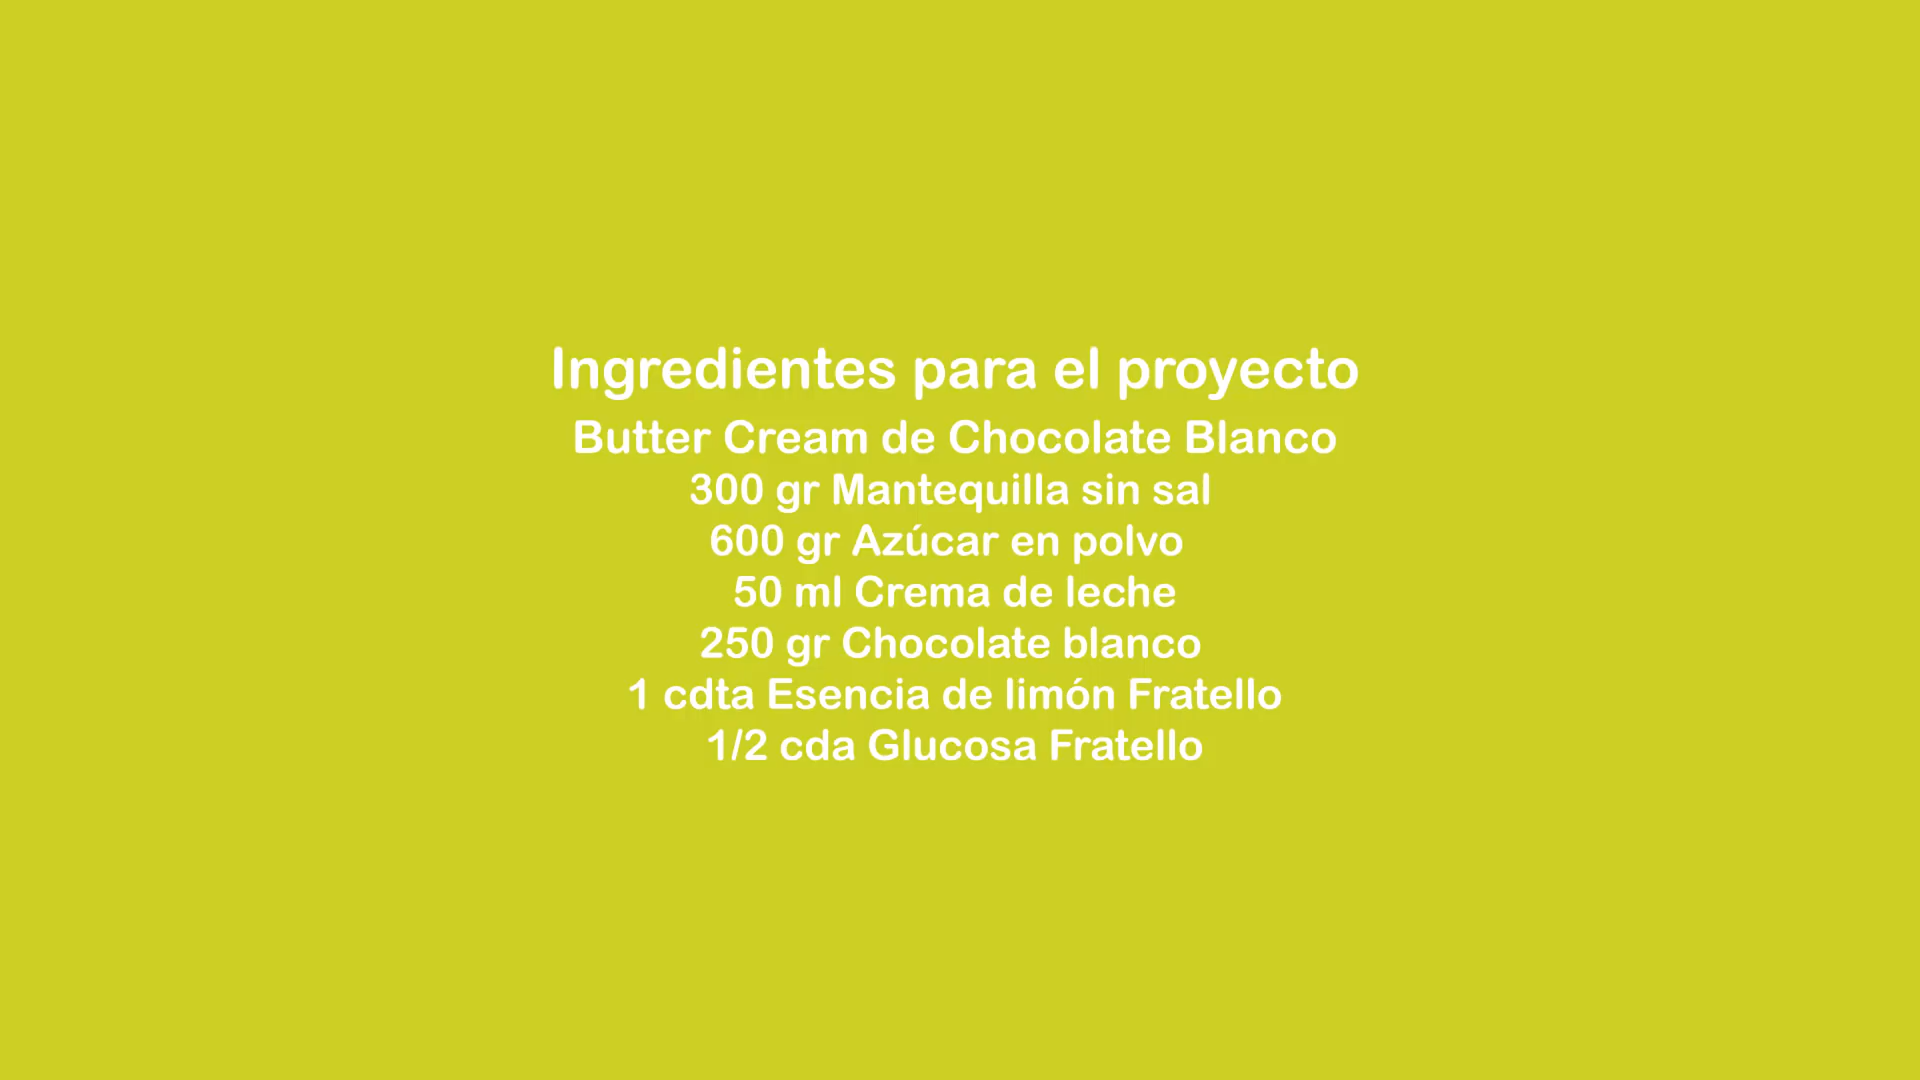 Ingredientes para el proyecto
Butter Cream de Chocolate Blanco
300 gr Mantequilla sin sal
600 gr Azúcar en polvo
50 ml Crema de leche
250 gr Chocolate blanco
1 cdta Esencia de limón Fratello
1/2 cda Glucosa Fratello